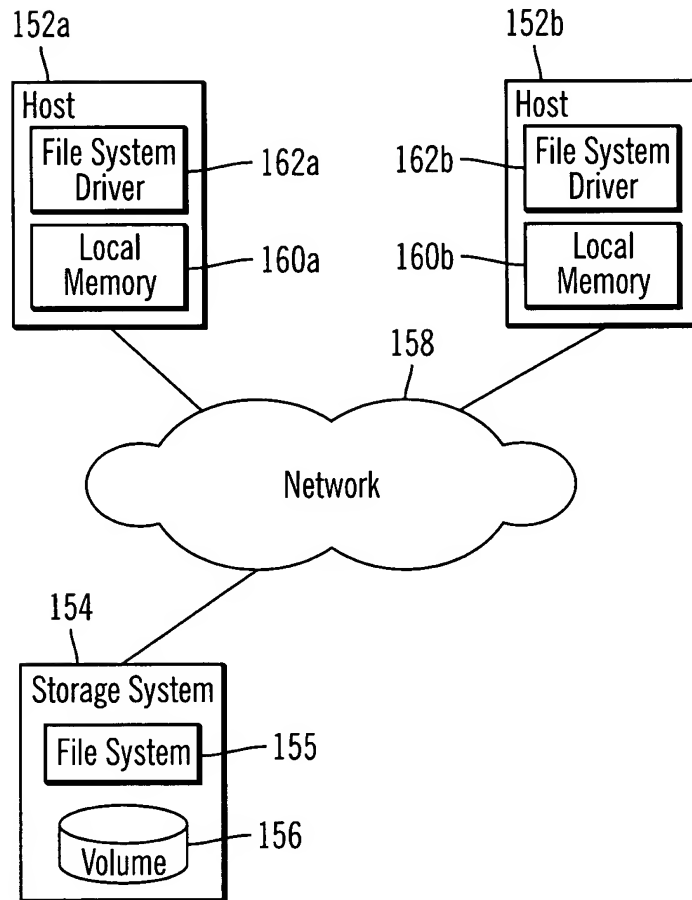 152a
152b
Host
File System
Driver
162a
Local
Memory
160a
Host
File System
Driver
162b
Local
Memory
160b
158
Network
154
Storage System
File System
155
Volume
156